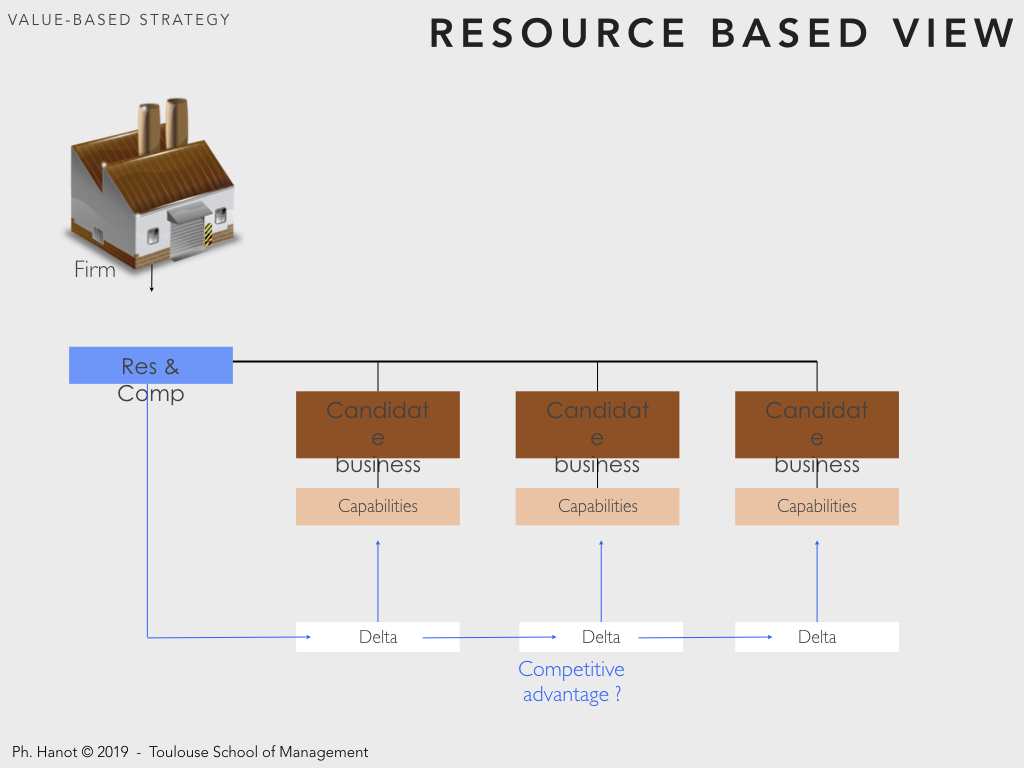 VALUE-BASED STRATEGY
RESOURCE BASED VIEW
Firm
Res &
Comp
Candidat
e
business
Candidat
e
business
Candidat
e
business
Capabilities
Capabilities
Capabilities
Delta
Delta
Delta
Competitive
advantage ?
Ph. Hanot © 2019 - Toulouse School of Management